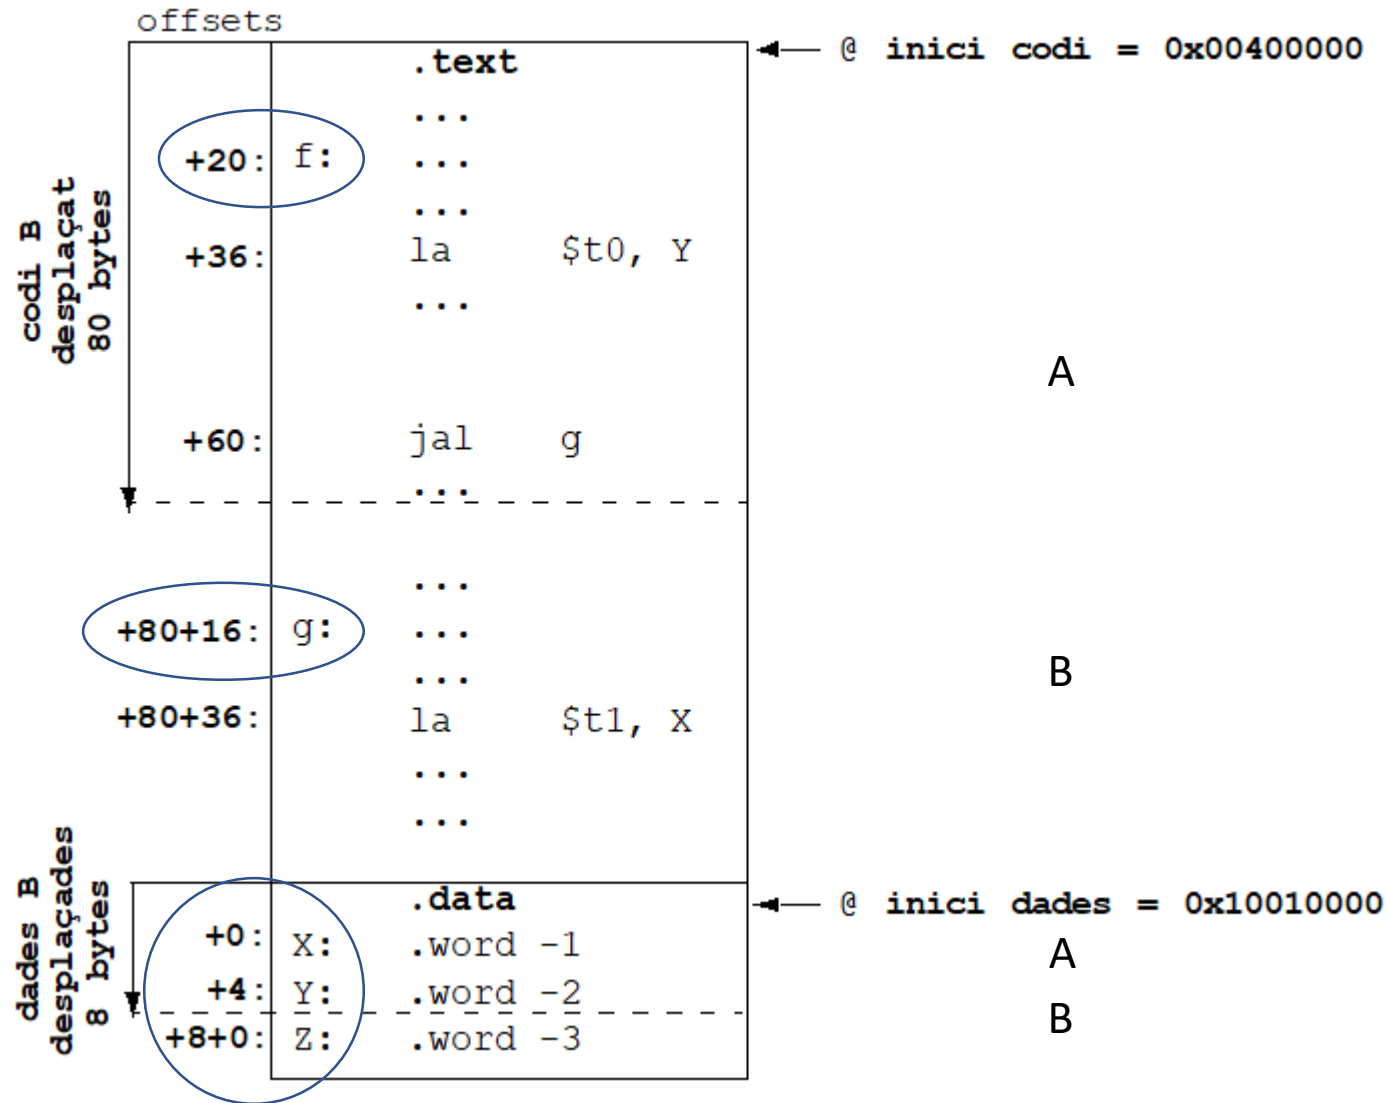 offsets
.text @ inici codi = 0x00400000
...
+20: f: ...
...
+36: la $t0, Y
...
codi B
desplaçat
80 bytes
A
+60: jal g
...
...
+80+16: g: ...
B
...
+80+36: la $t1, X
...
...
dades B
desplaçades
8 bytes
.data @ inici dades = 0x10010000
+0: X: .word -1 A
+4: Y: .word -2
B
+8+0: Z: .word -3